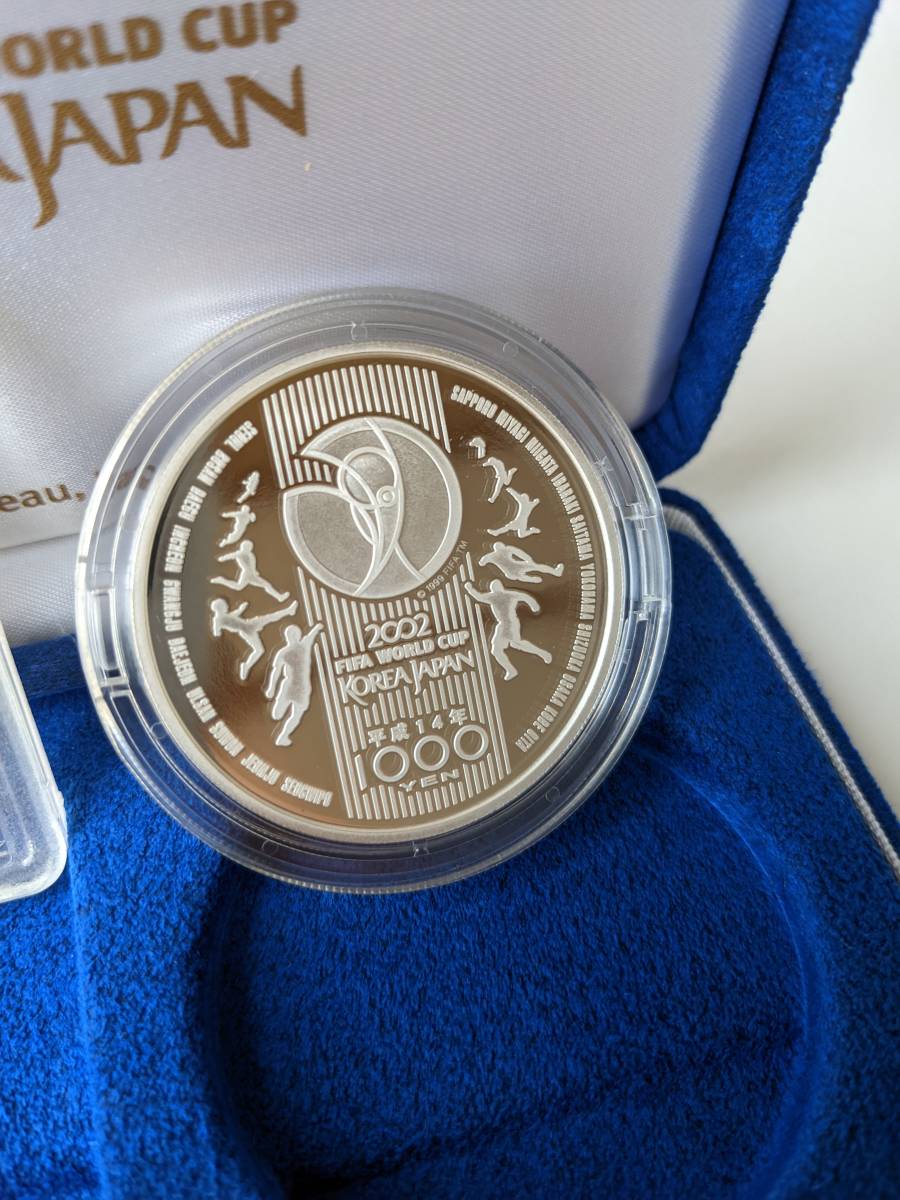 ORLD CUP
JAPAN
eau,
SEOUL BUSAN DAEGU INCHEON GWANGJU DAEJEON ULSAN SUWON JEONJU SEOGWIPO
SAPPORO MIYAGI NIIGATA IBARAKI SAITAMA YOKOHAMA SHIZUOKA OSAKA KOBE OITA
© 1999 FIFA TM
2002
FIFA WORLD CUP
KOREA JAPAN
平成14年
1000
YEN